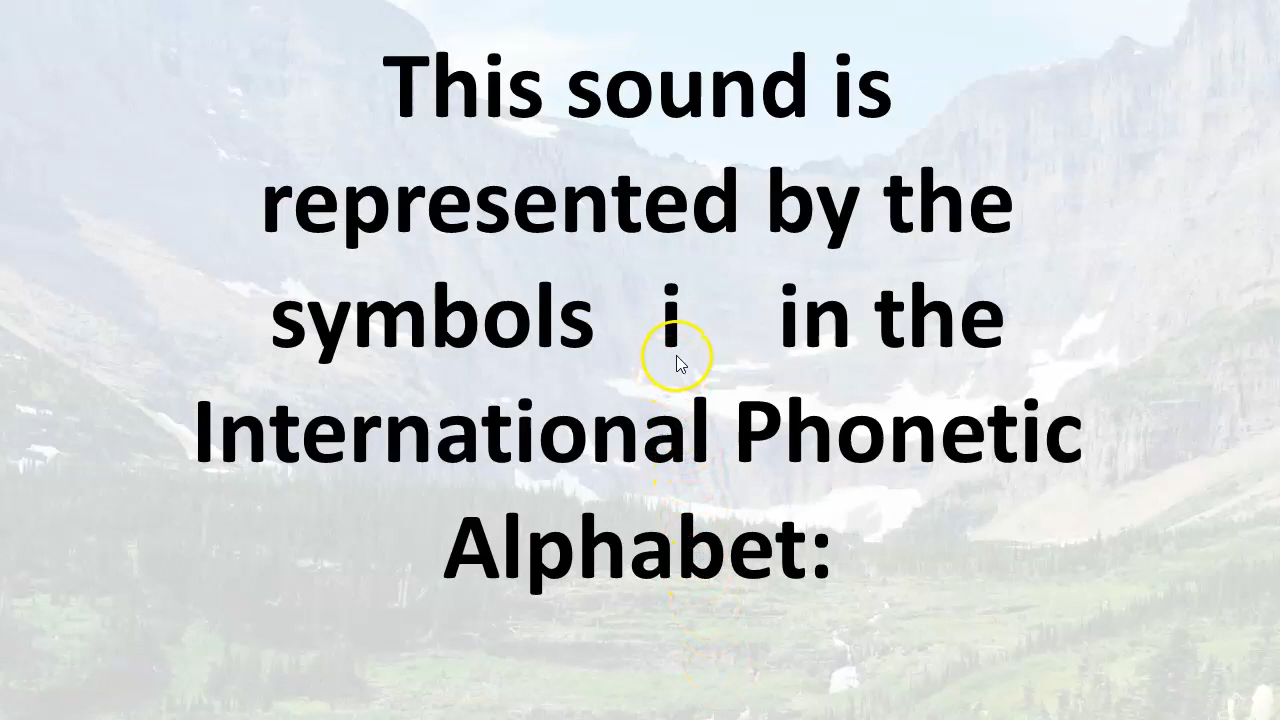 This sound is
represented by the
symbols i in the
International Phonetic
Alphabet: